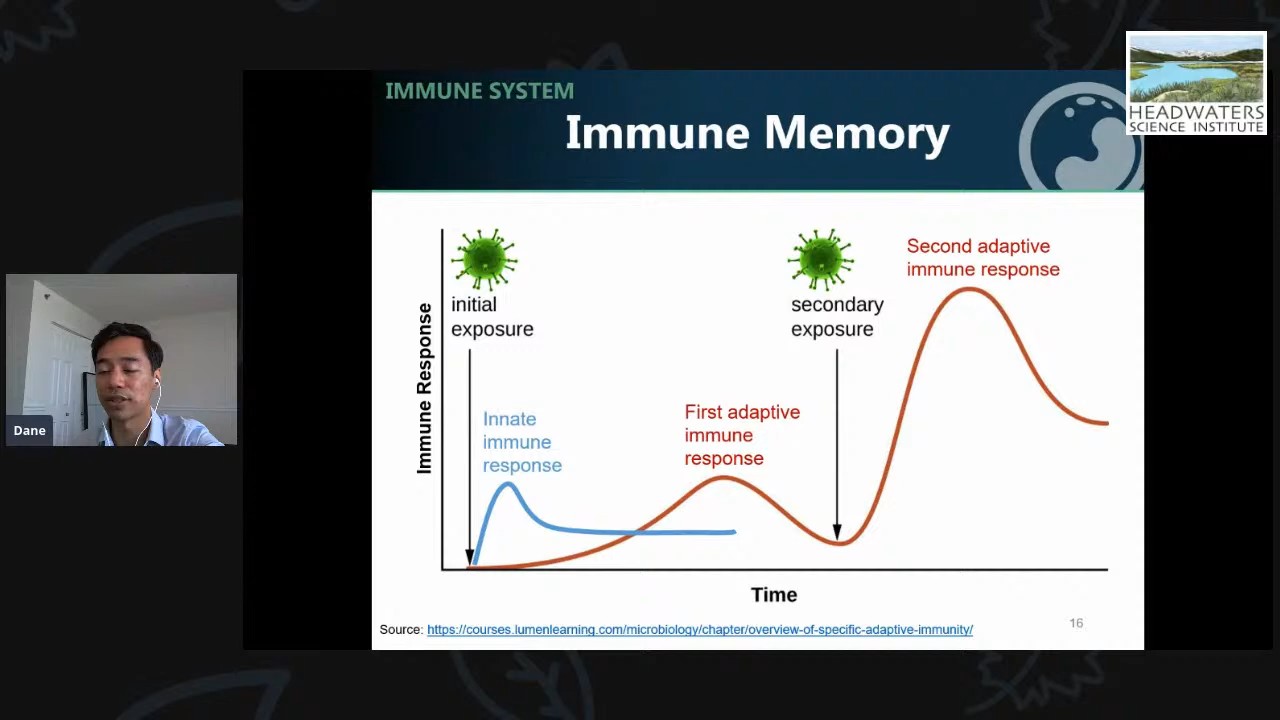 HEADWATERS
SCIENCE INSTITUTE
IMMUNE SYSTEM
Immune Memory
initial
exposure
secondary
exposure
Second adaptive
immune response
Innate
immune
response
First adaptive
immune
response
Immune Response
Time
Source: https://courses.lumenlearning.com/microbiology/chapter/overview-of-specific-adaptive-immunity/
16
Dane